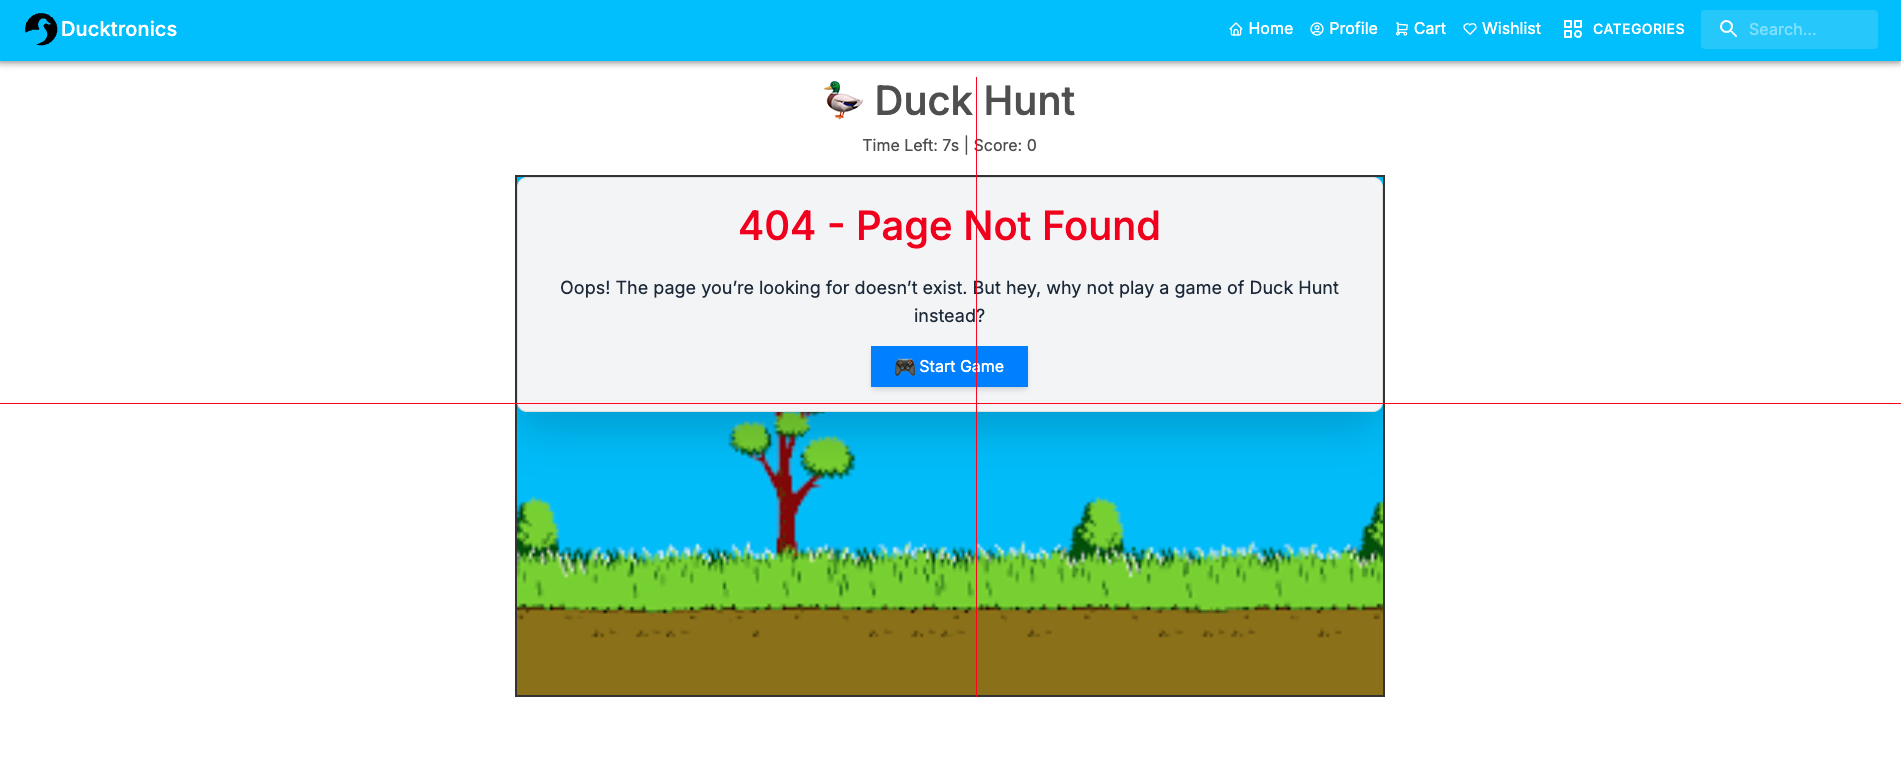 Ducktronics
Home Profile Cart Wishlist CATEGORIES Search...
Duck Hunt
Time Left: 7s | Score: 0
404 - Page Not Found
Oops! The page you’re looking for doesn’t exist. But hey, why not play a game of Duck Hunt
instead?
Start Game